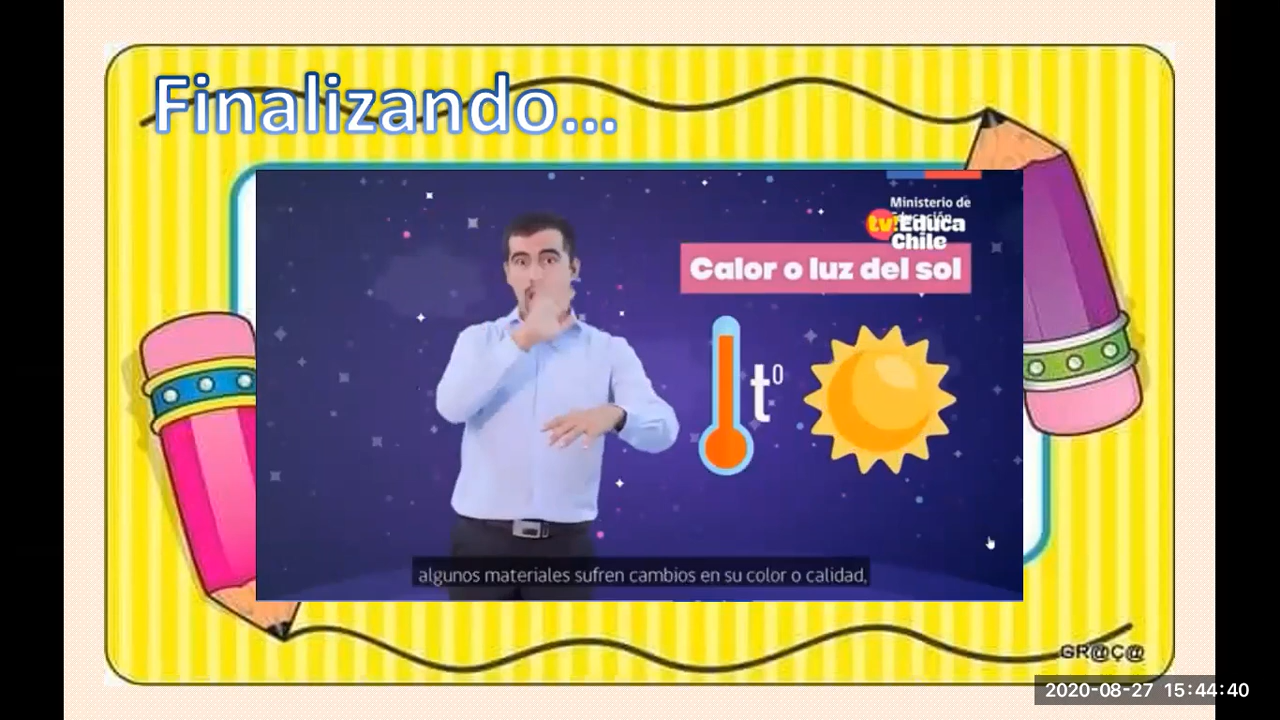 Finalizando...
Ministerio de
Educación
tv!Educa
Chile
Calor o luz del sol
t°
algunos materiales sufren cambios en su color o calidad,
GR@Ç@
2020-08-27 15:44:40